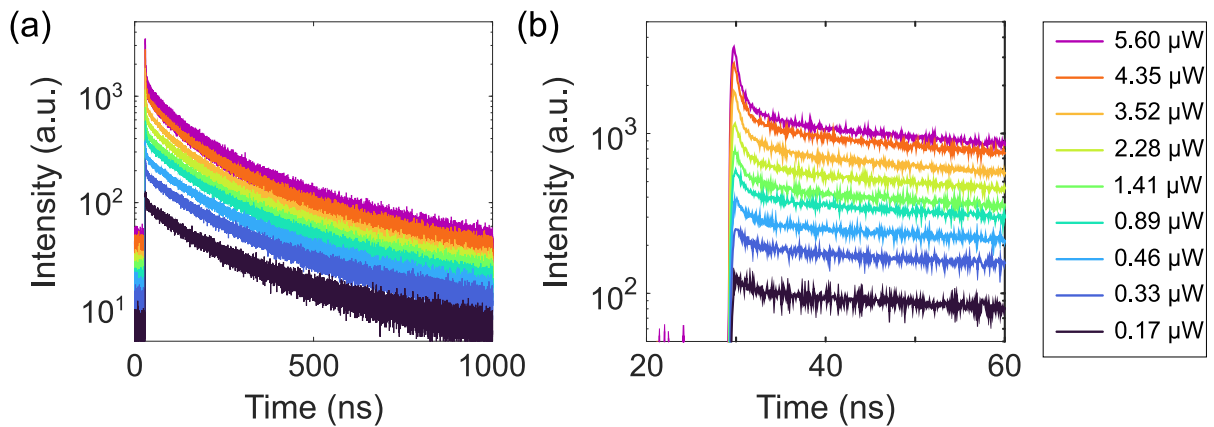 (a)
Intensity (a.u.)
10³
10²
10¹
0
500
1000
Time (ns)
(b)
Intensity (a.u.)
10³
10²
20
40
60
Time (ns)
5.60 µW
4.35 µW
3.52 µW
2.28 µW
1.41 µW
0.89 µW
0.46 µW
0.33 µW
0.17 µW